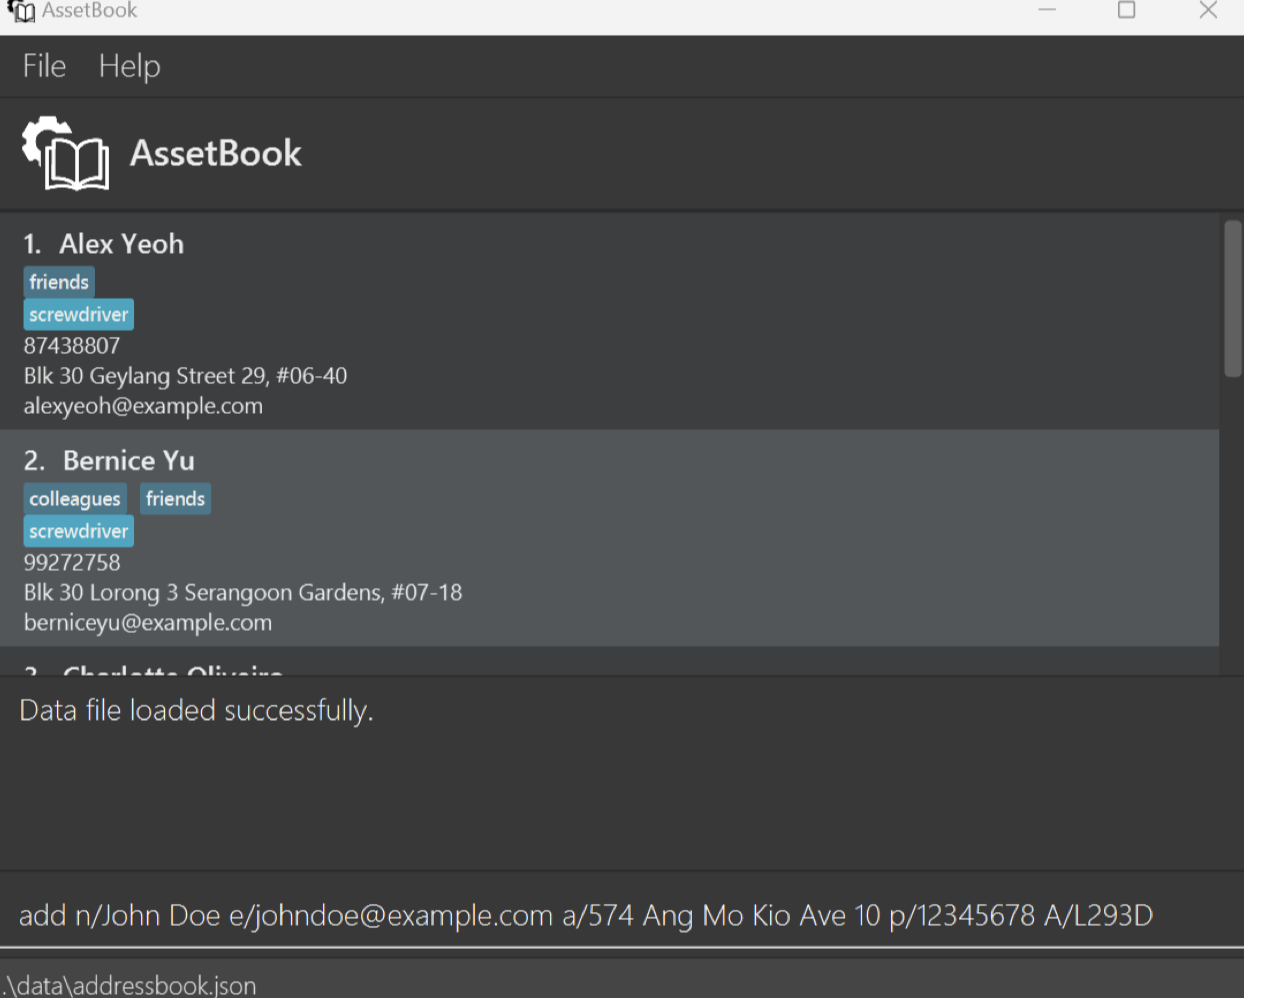 AssetBook
File Help
AssetBook
1. Alex Yeoh
friends
screwdriver
87438807
Blk 30 Geylang Street 29, #06-40
alexyeoh@example.com
2. Bernice Yu
colleagues friends
screwdriver
99272758
Blk 30 Lorong 3 Serangoon Gardens, #07-18
berniceyu@example.com
3. Charlotte Oliveiro
Data file loaded successfully.
add n/John Doe e/johndoe@example.com a/574 Ang Mo Kio Ave 10 p/12345678 A/L293D
.\data\addressbook.json